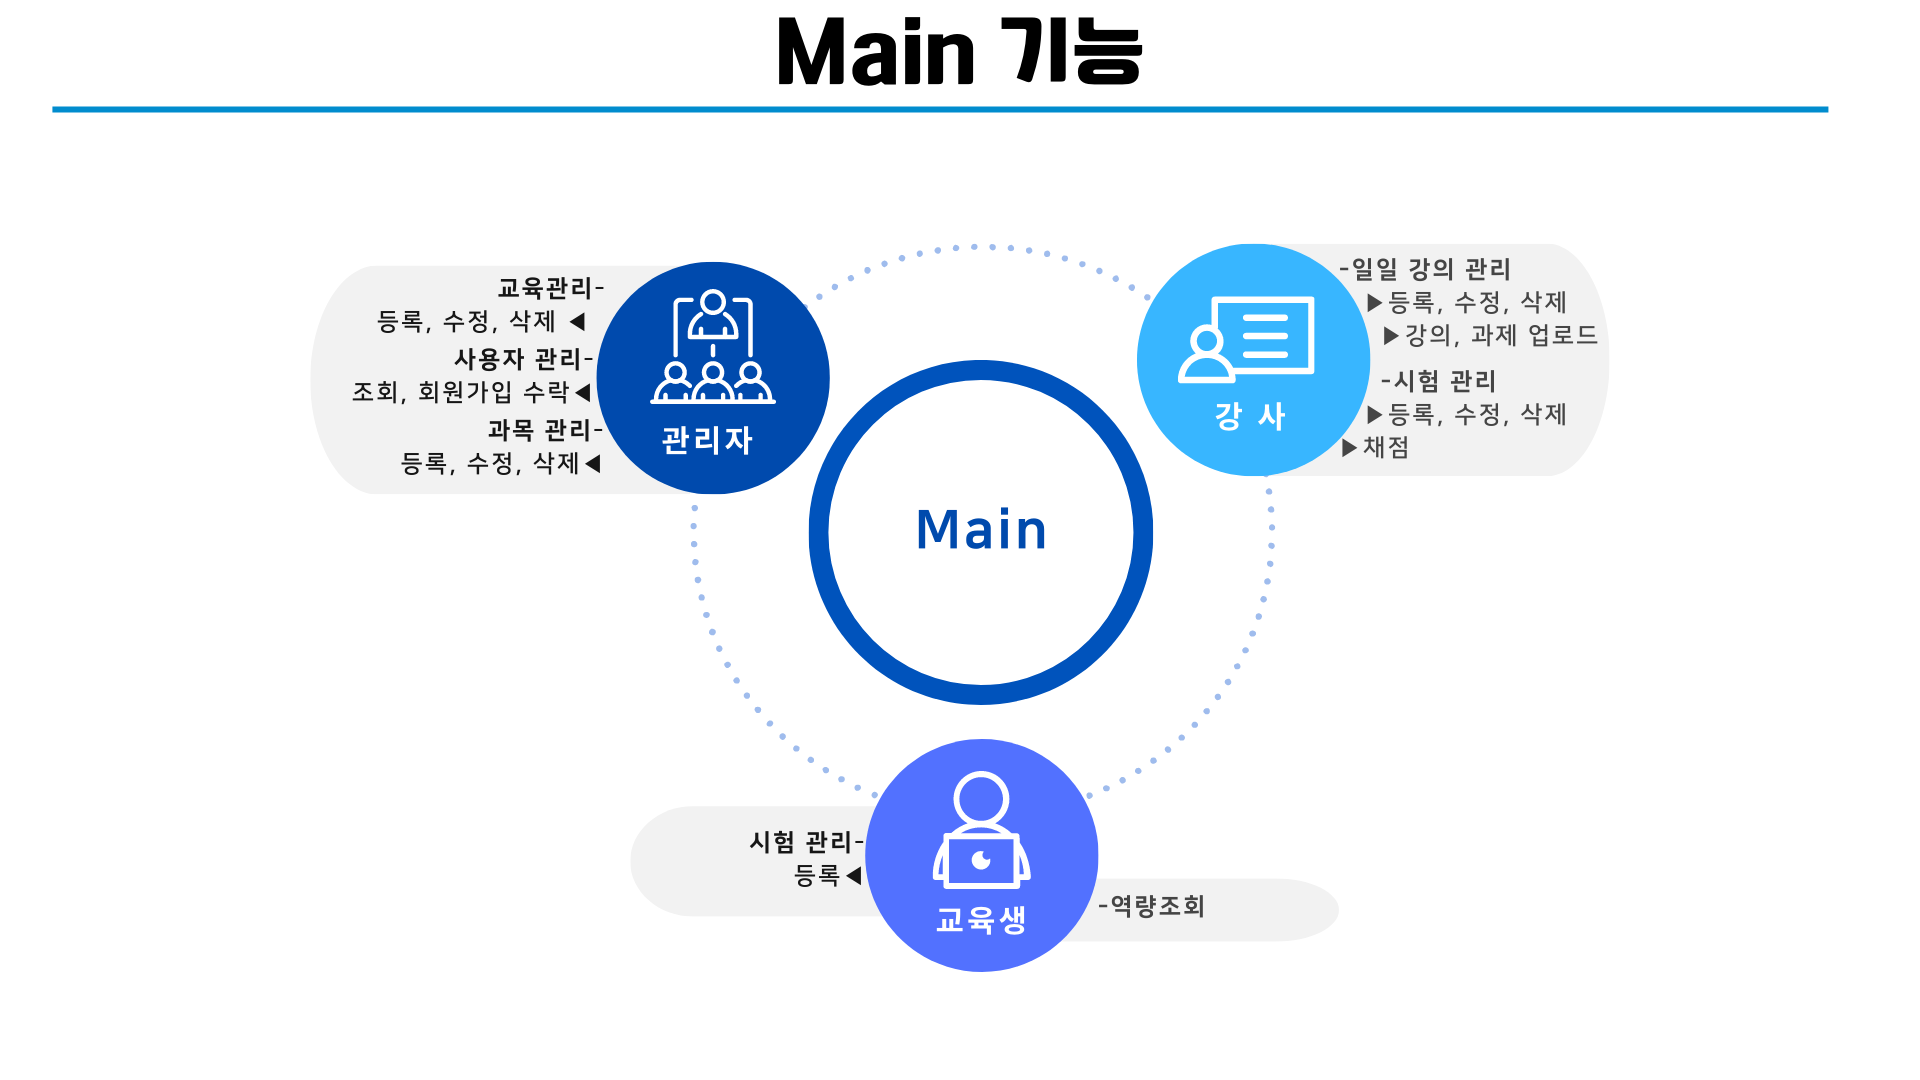 Main 기능
교육관리-
등록, 수정, 삭제 ◀
사용자 관리-
조회, 회원가입 수락◀
과목 관리-
등록, 수정, 삭제◀
관리자
-일일 강의 관리
▶등록, 수정, 삭제
▶강의, 과제 업로드
-시험 관리
▶등록, 수정, 삭제
▶채점
강 사
Main
시험 관리-
등록◀
교육생
-역량조회